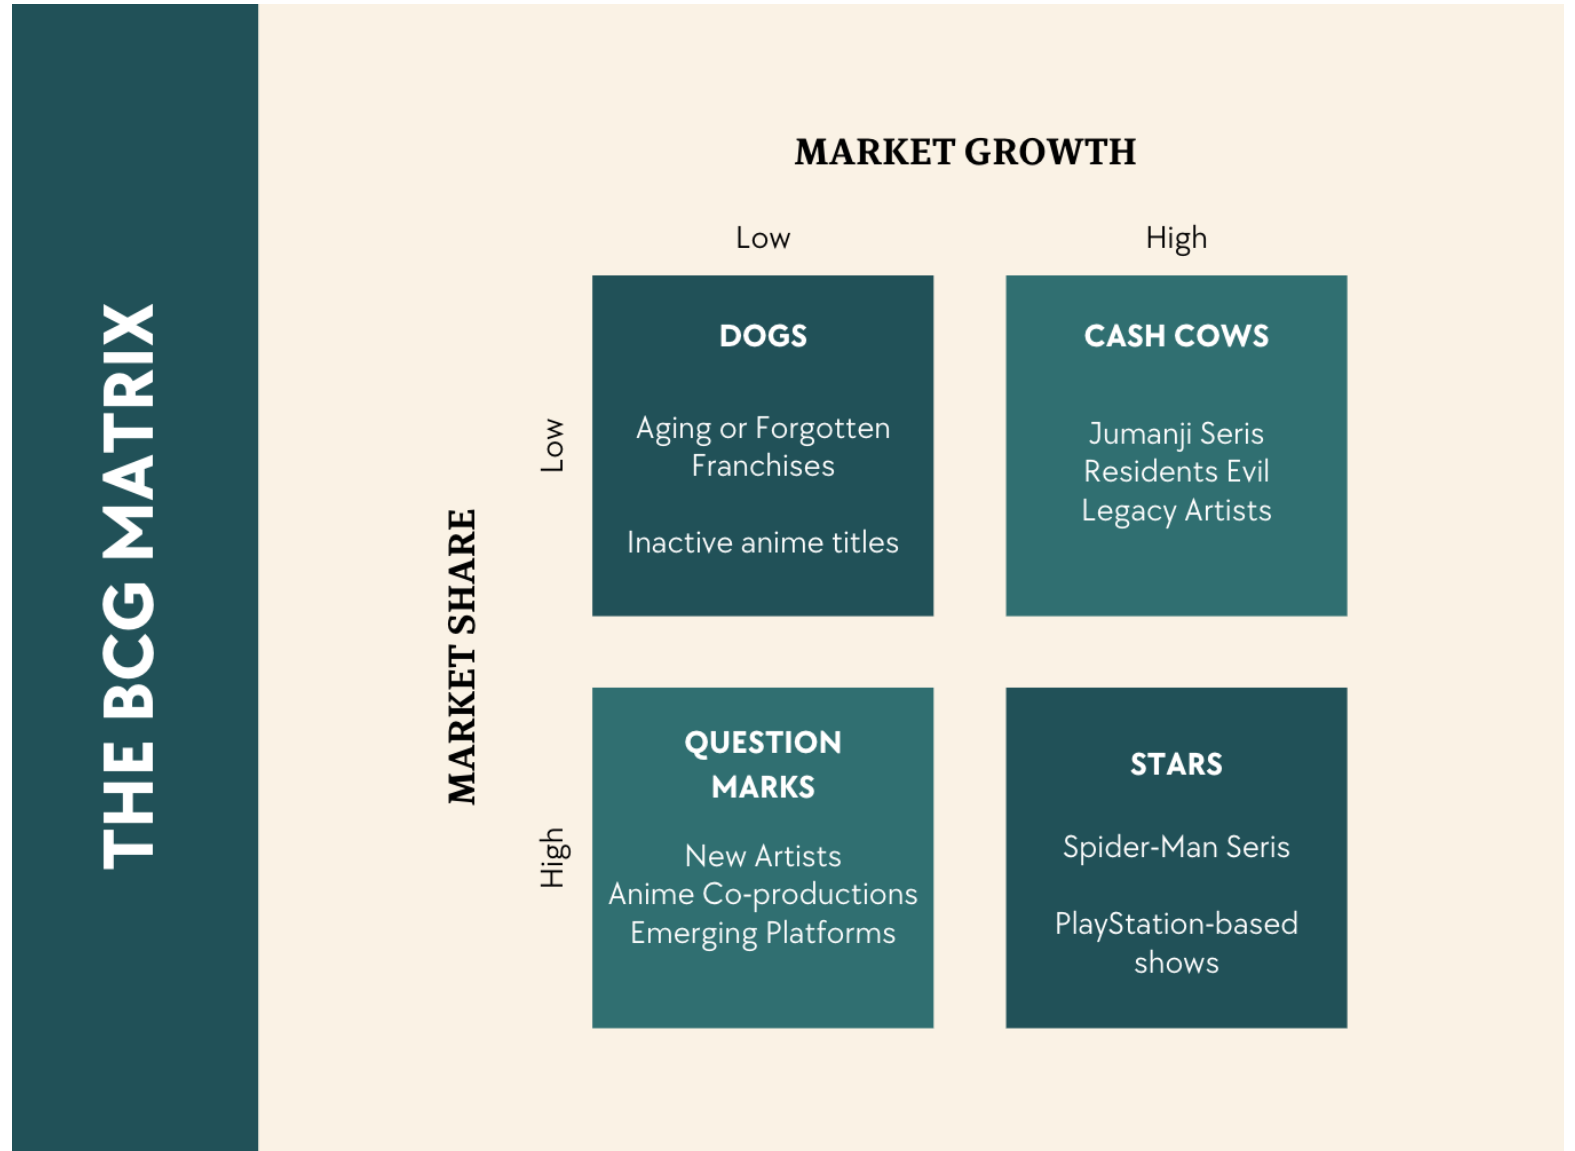 THE BCG MATRIX
MARKET GROWTH
Low
High
MARKET SHARE
Low
High
DOGS
Aging or Forgotten
Franchises
Inactive anime titles
CASH COWS
Jumanji Seris
Residents Evil
Legacy Artists
QUESTION
MARKS
New Artists
Anime Co-productions
Emerging Platforms
STARS
Spider-Man Seris
PlayStation-based
shows